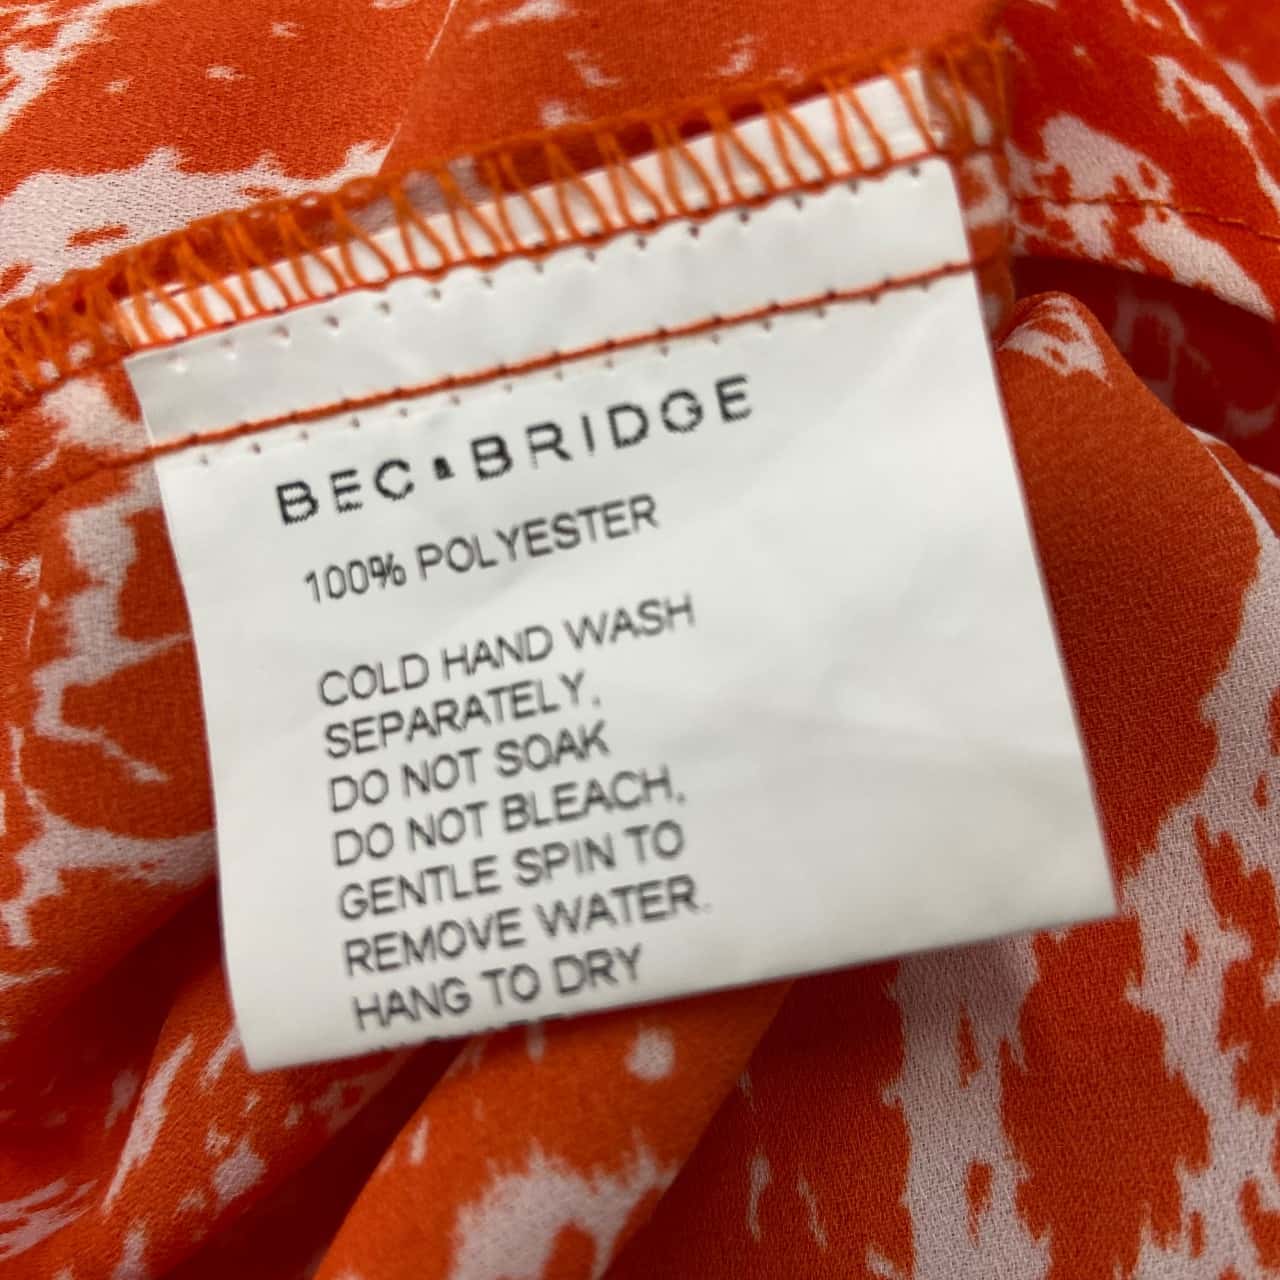 BEC & BRIDGE
100% POLYESTER
COLD HAND WASH
SEPARATELY.
DO NOT SOAK
DO NOT BLEACH.
GENTLE SPIN TO
REMOVE WATER.
HANG TO DRY